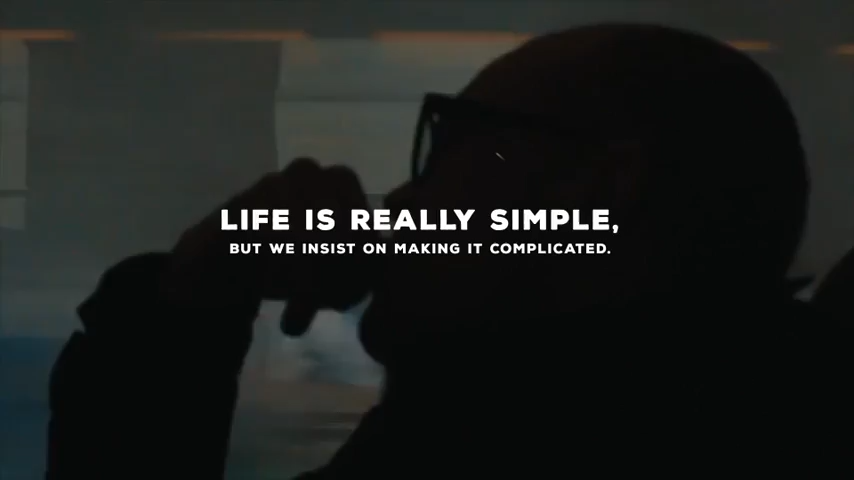 LIFE IS REALLY SIMPLE,
BUT WE INSIST ON MAKING IT COMPLICATED.